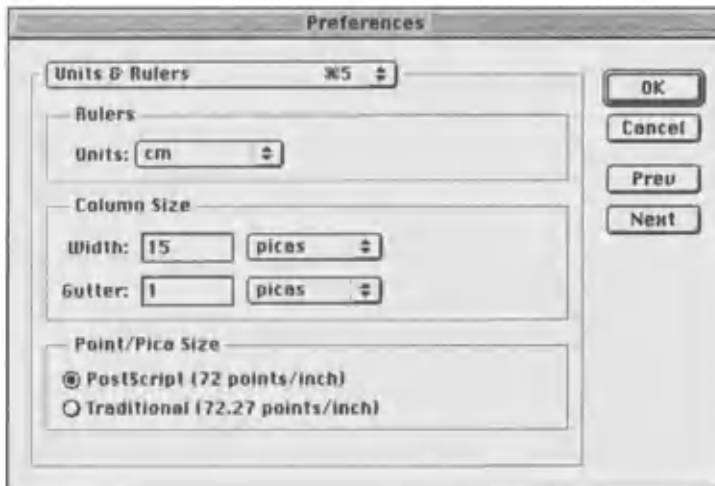 Preferences
Units & Rulers ⌘5
Rulers
Units: cm
Column Size
Width: 15 picas
Gutter: 1 picas
Point/Pica Size
PostScript (72 points/inch)
Traditional (72.27 points/inch)
OK
Cancel
Prev
Next